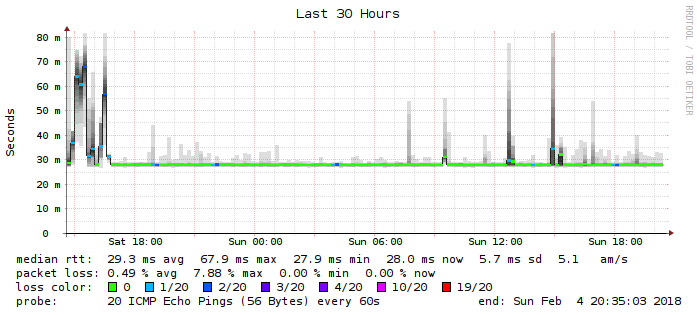 Last 30 Hours
RRDTOOL / TOBI OETIKER
Seconds
80 m
70 m
60 m
50 m
40 m
30 m
20 m
10 m
0
Sat 18:00 Sun 00:00 Sun 06:00 Sun 12:00 Sun 18:00
median rtt: 29.3 ms avg 67.9 ms max 27.9 ms min 28.0 ms now 5.7 ms sd 5.1 am/s
packet loss: 0.49 % avg 7.88 % max 0.00 % min 0.00 % now
loss color: 0 1/20 2/20 3/20 4/20 10/20 19/20
probe: 20 ICMP Echo Pings (56 Bytes) every 60s end: Sun Feb 4 20:35:03 2018